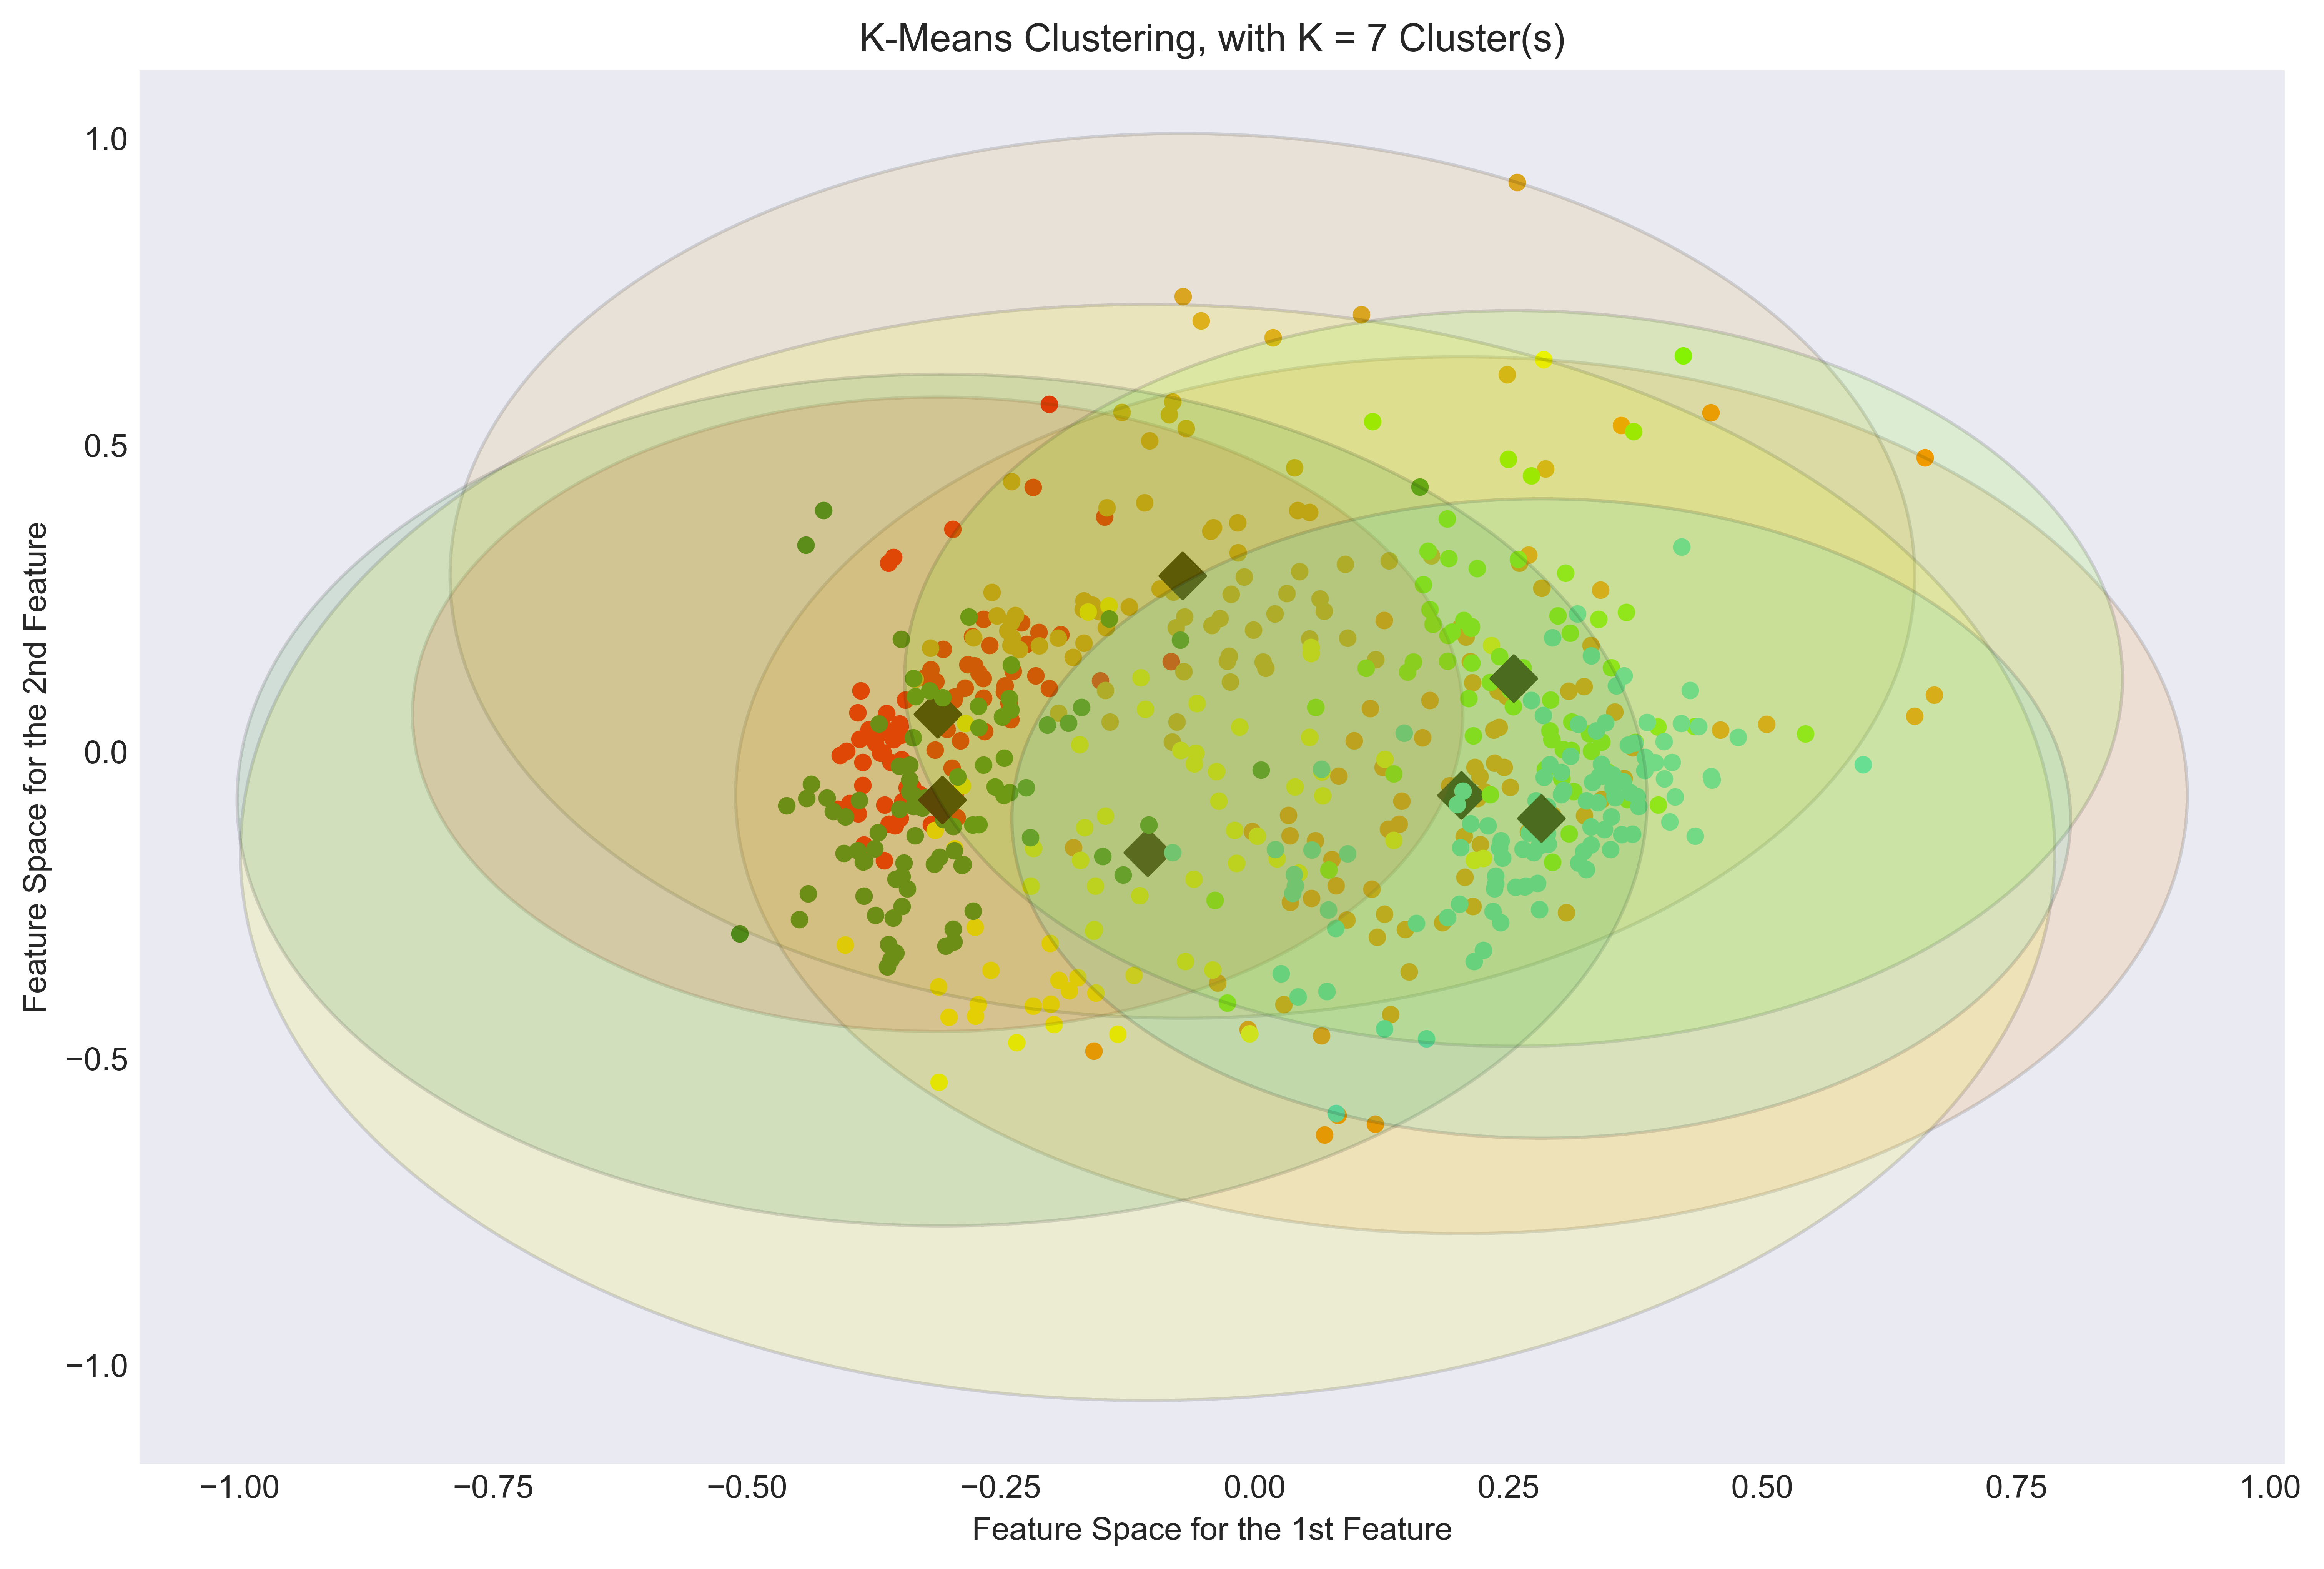 K-Means Clustering, with K = 7 Cluster(s)
1.0
0.5
0.0
−0.5
−1.0
Feature Space for the 2nd Feature
−1.00 −0.75 −0.50 −0.25 0.00 0.25 0.50 0.75 1.00
Feature Space for the 1st Feature